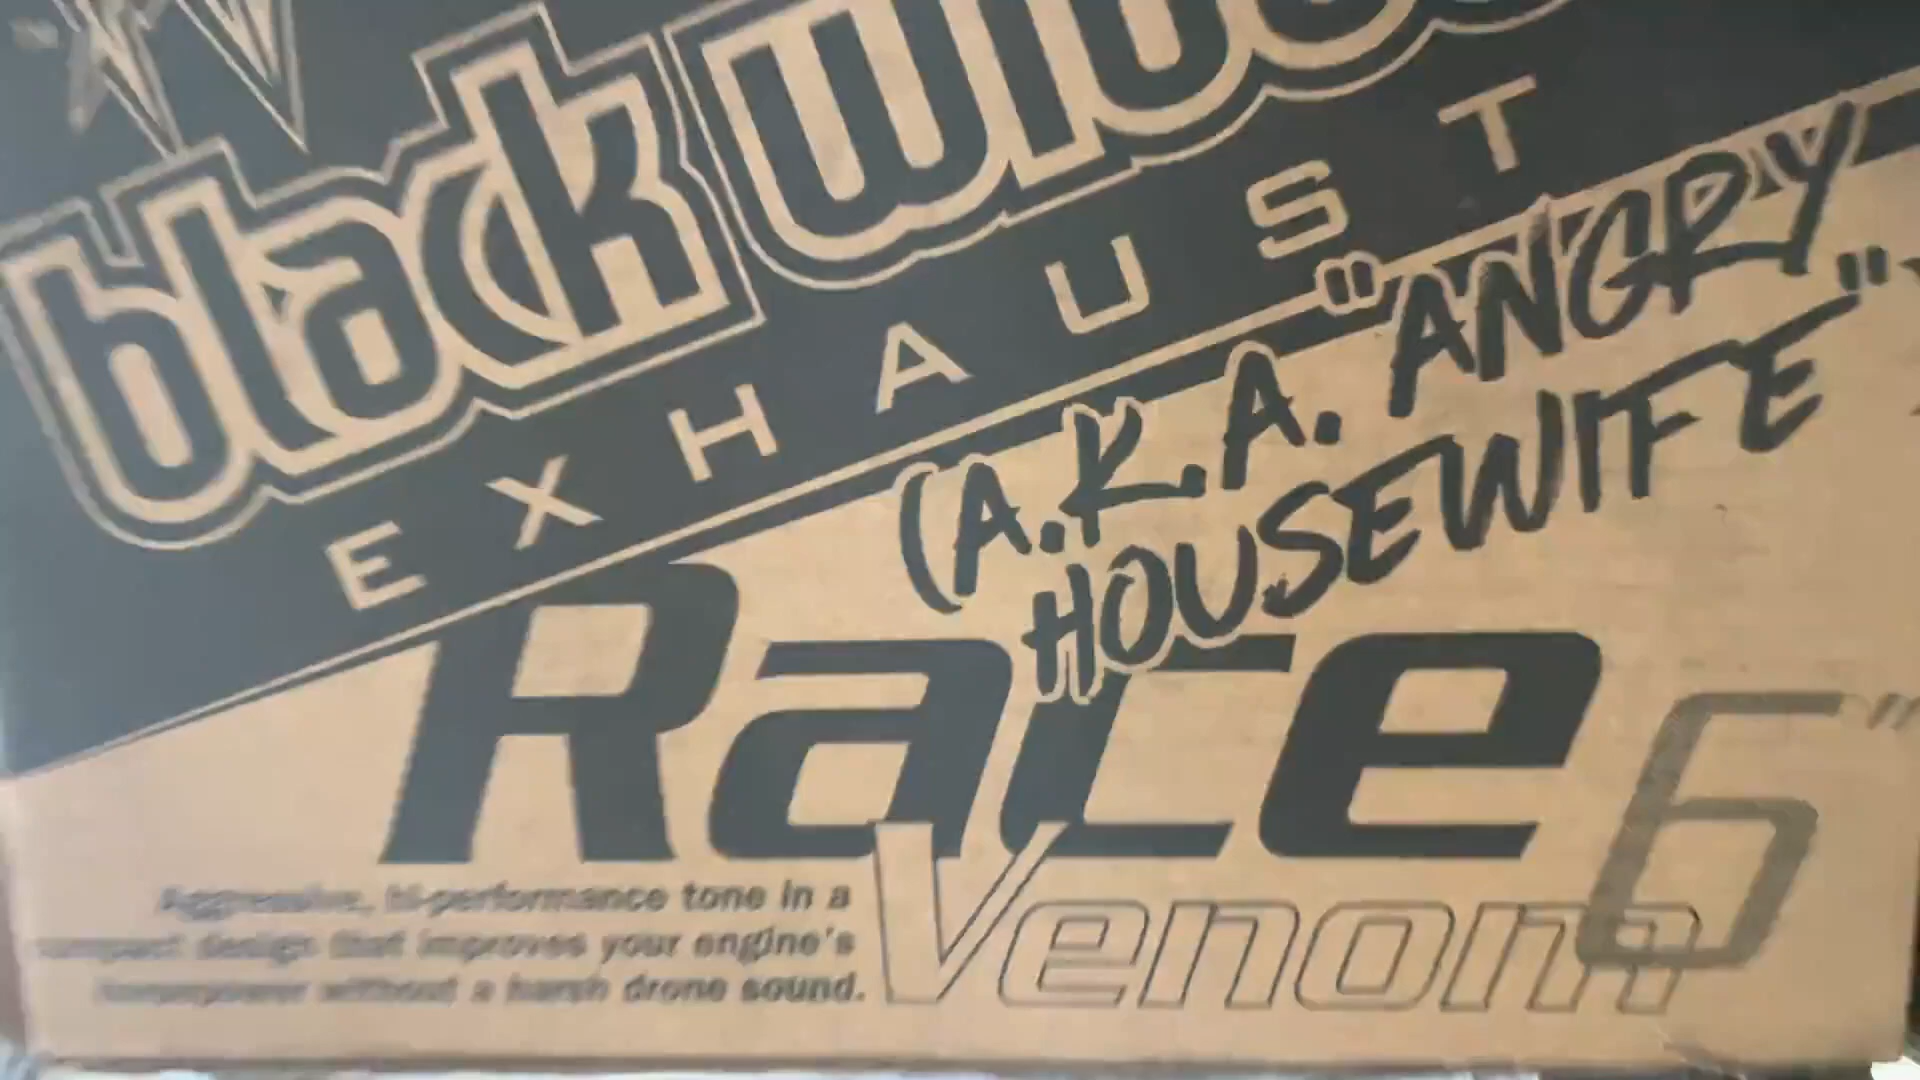 black wido
EXHAUST
(A.K.A. "ANGRY
HOUSEWIFE"
Race 6"
Venom
Aggressive, hi-performance tone in a
compact design that improves your engine's
horsepower without a harsh drone sound.